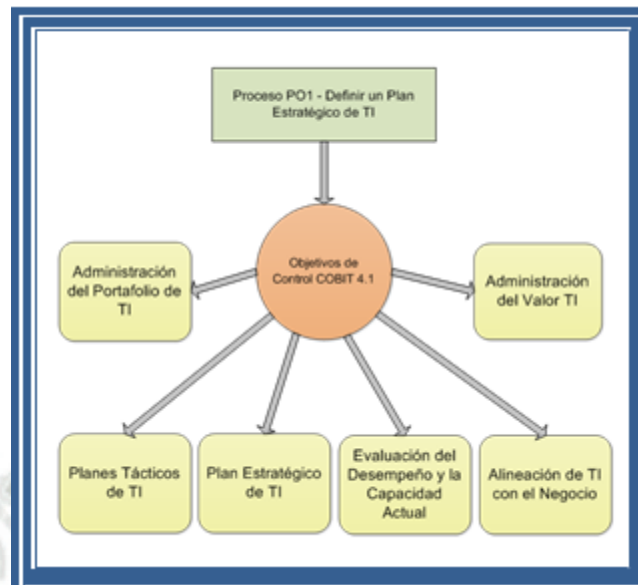 Proceso PO1 - Definir un Plan
Estratégico de TI
Objetivos de
Control COBIT 4.1
Administración
del Portafolio de
TI
Administración
del Valor TI
Planes Tácticos
de TI
Plan Estratégico
de TI
Evaluación del
Desempeño y la
Capacidad
Actual
Alineación de TI
con el Negocio